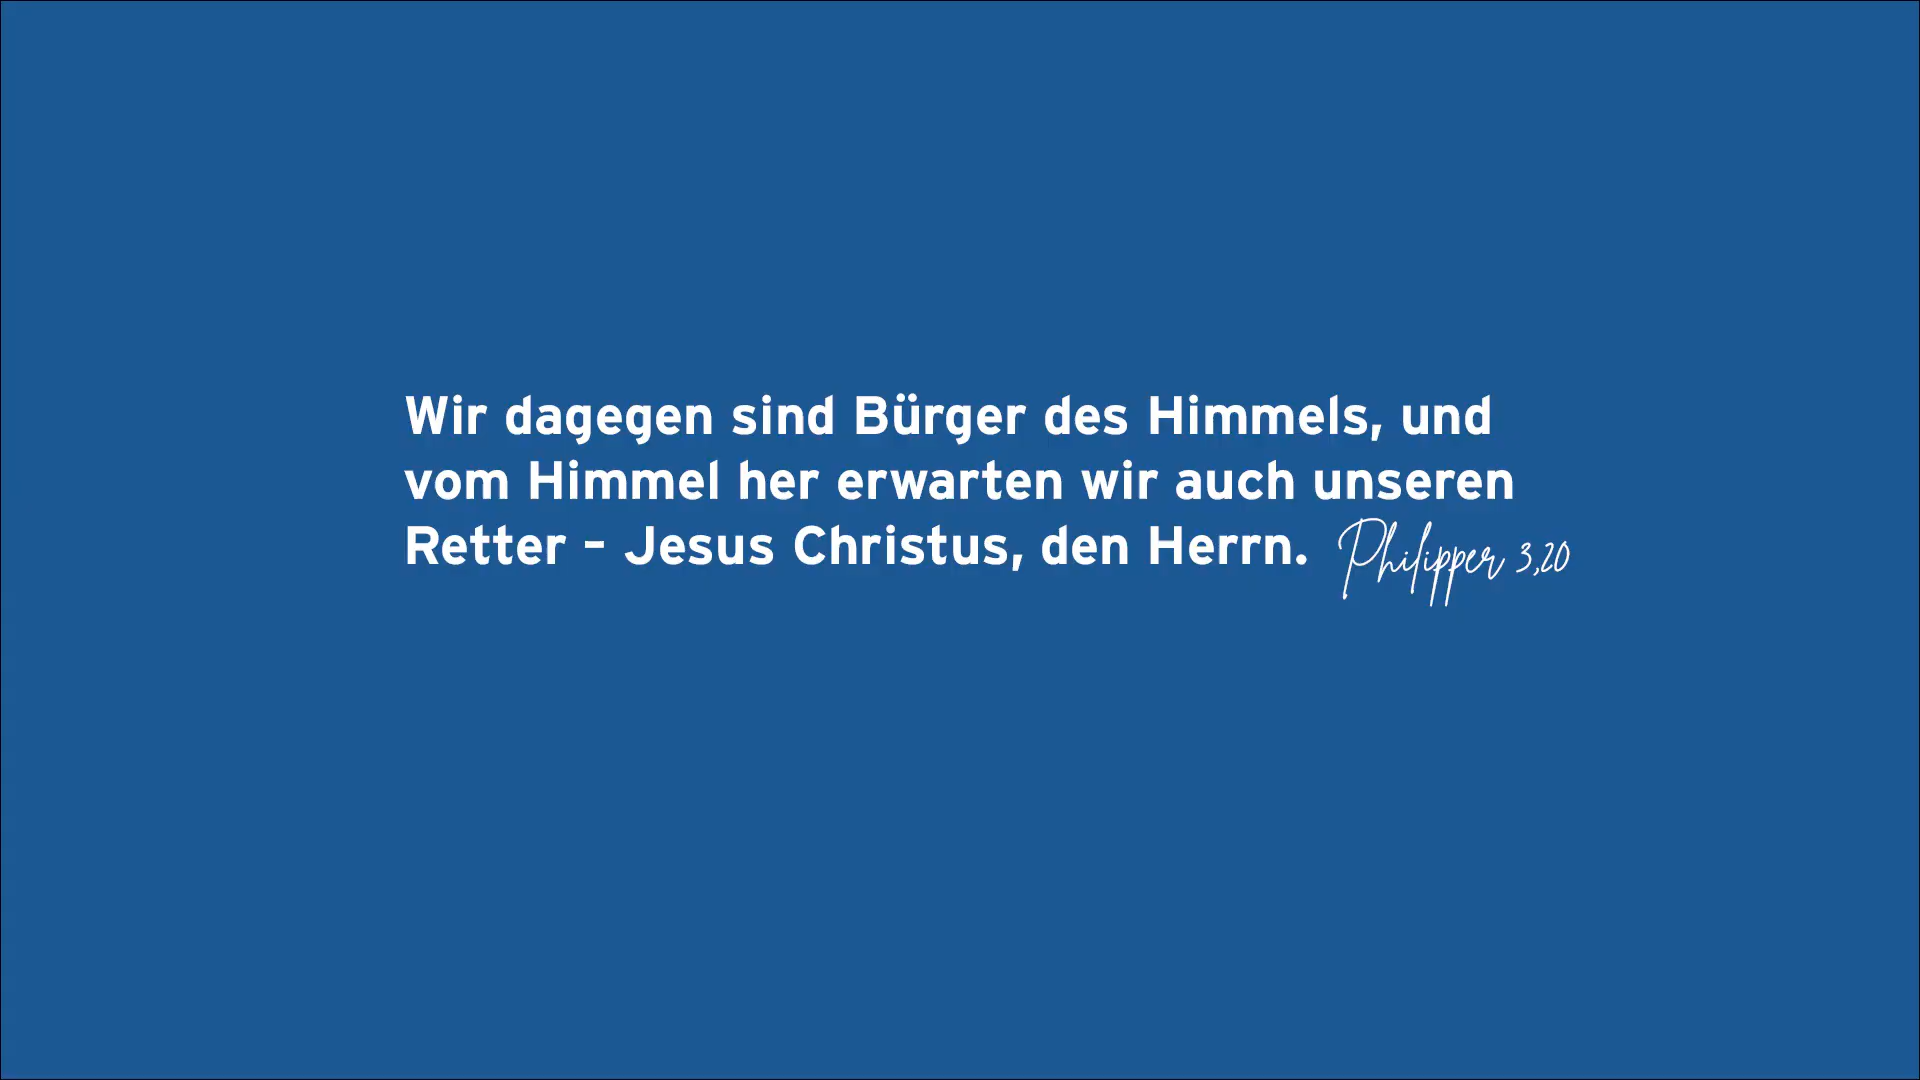 Wir dagegen sind Bürger des Himmels, und
vom Himmel her erwarten wir auch unseren
Retter – Jesus Christus, den Herrn. Philipper 3,20